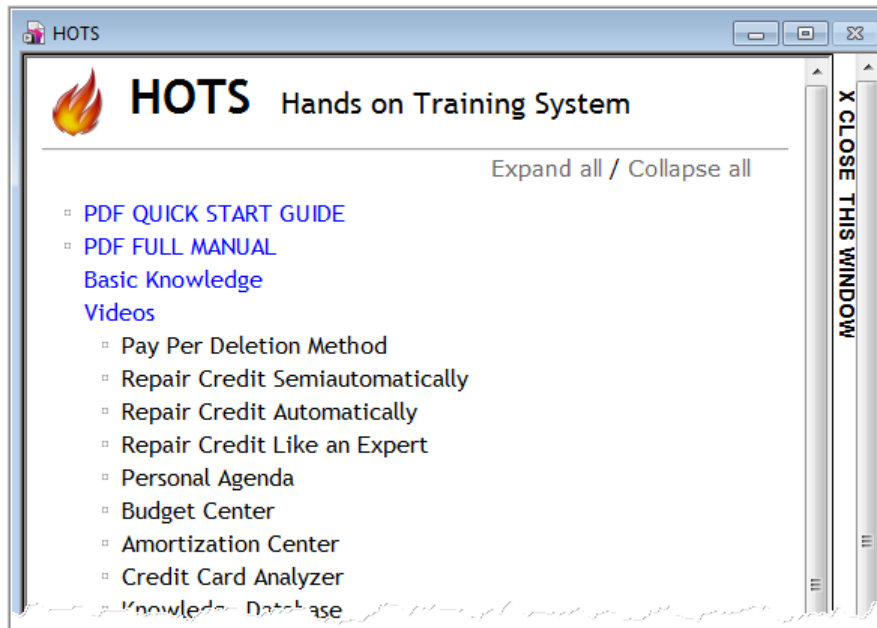 HOTS
HOTS Hands on Training System
Expand all / Collapse all
PDF QUICK START GUIDE
PDF FULL MANUAL
Basic Knowledge
Videos
Pay Per Deletion Method
Repair Credit Semiautomatically
Repair Credit Automatically
Repair Credit Like an Expert
Personal Agenda
Budget Center
Amortization Center
Credit Card Analyzer
Knowledge Database
X CLOSE THIS WINDOW